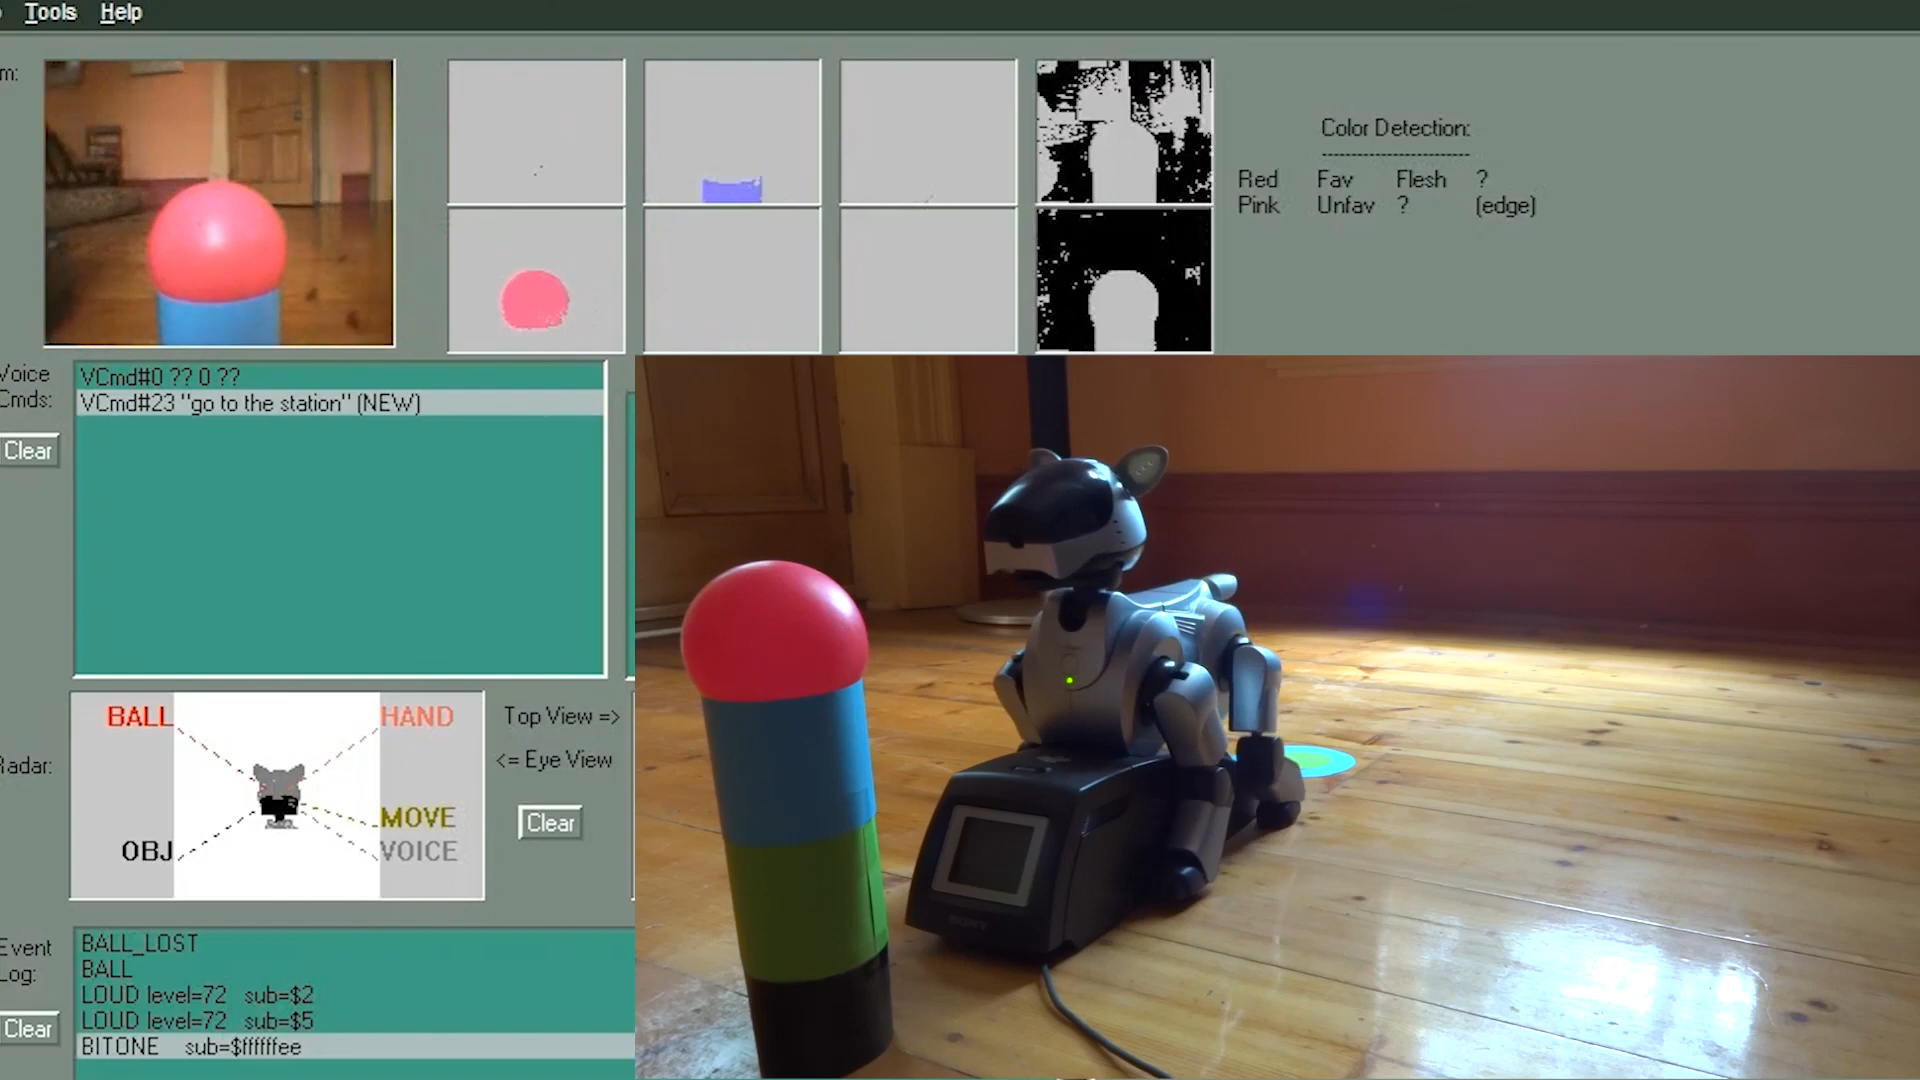 Tools Help
m:
Color Detection:
Red Fav Flesh ?
Pink Unfav ? (edge)
Voice
Cmds:
VCmd#0 ?? 0 ??
VCmd#23 "go to the station" (NEW)
Clear
BALL
HAND
Top View =>
<= Eye View
Radar:
MOVE
Clear
OBJ
VOICE
Event
Log:
BALL_LOST
BALL
LOUD level=72 sub=$2
LOUD level=72 sub=$5
Clear
BITONE sub=$ffffffee
SONY